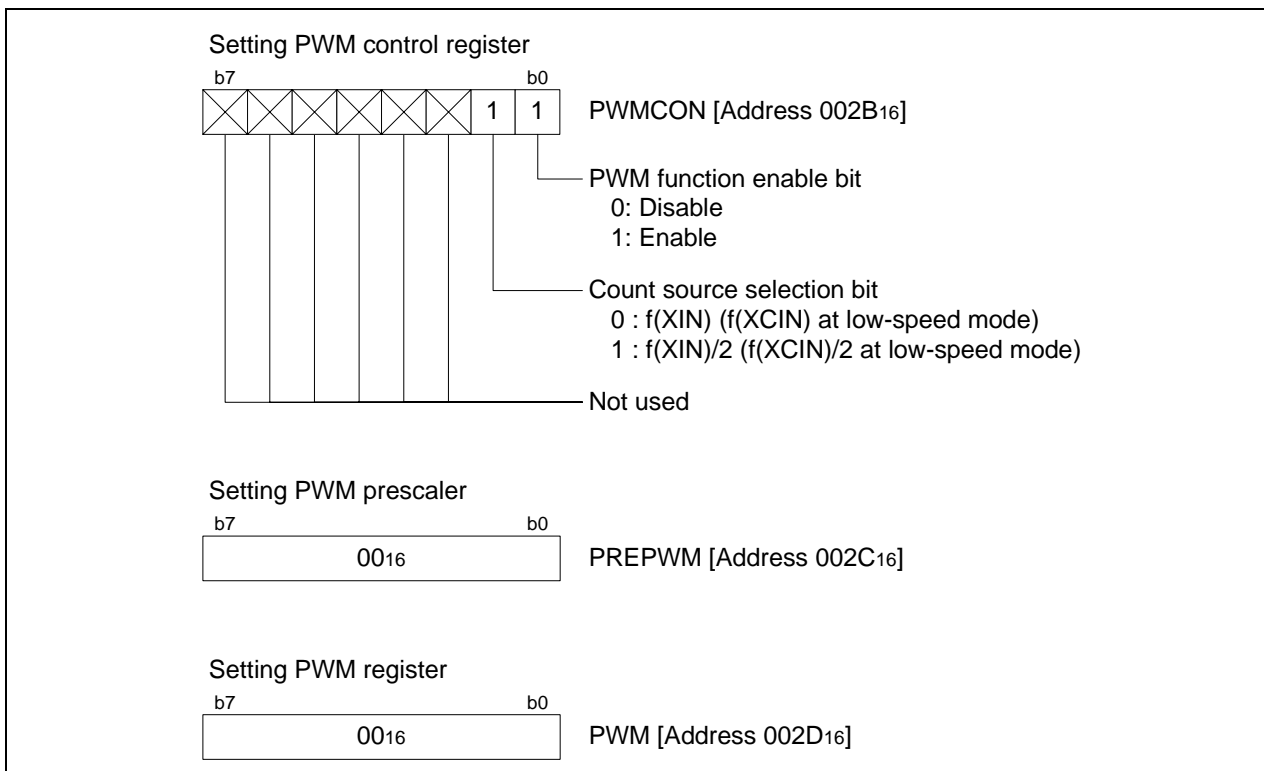 Setting PWM control register
b7 b0
1 1 PWMCON [Address 002B16]
PWM function enable bit
0: Disable
1: Enable
Count source selection bit
0 : f(XIN) (f(XCIN) at low-speed mode)
1 : f(XIN)/2 (f(XCIN)/2 at low-speed mode)
Not used
Setting PWM prescaler
b7 b0
0016 PREPWM [Address 002C16]
Setting PWM register
b7 b0
0016 PWM [Address 002D16]